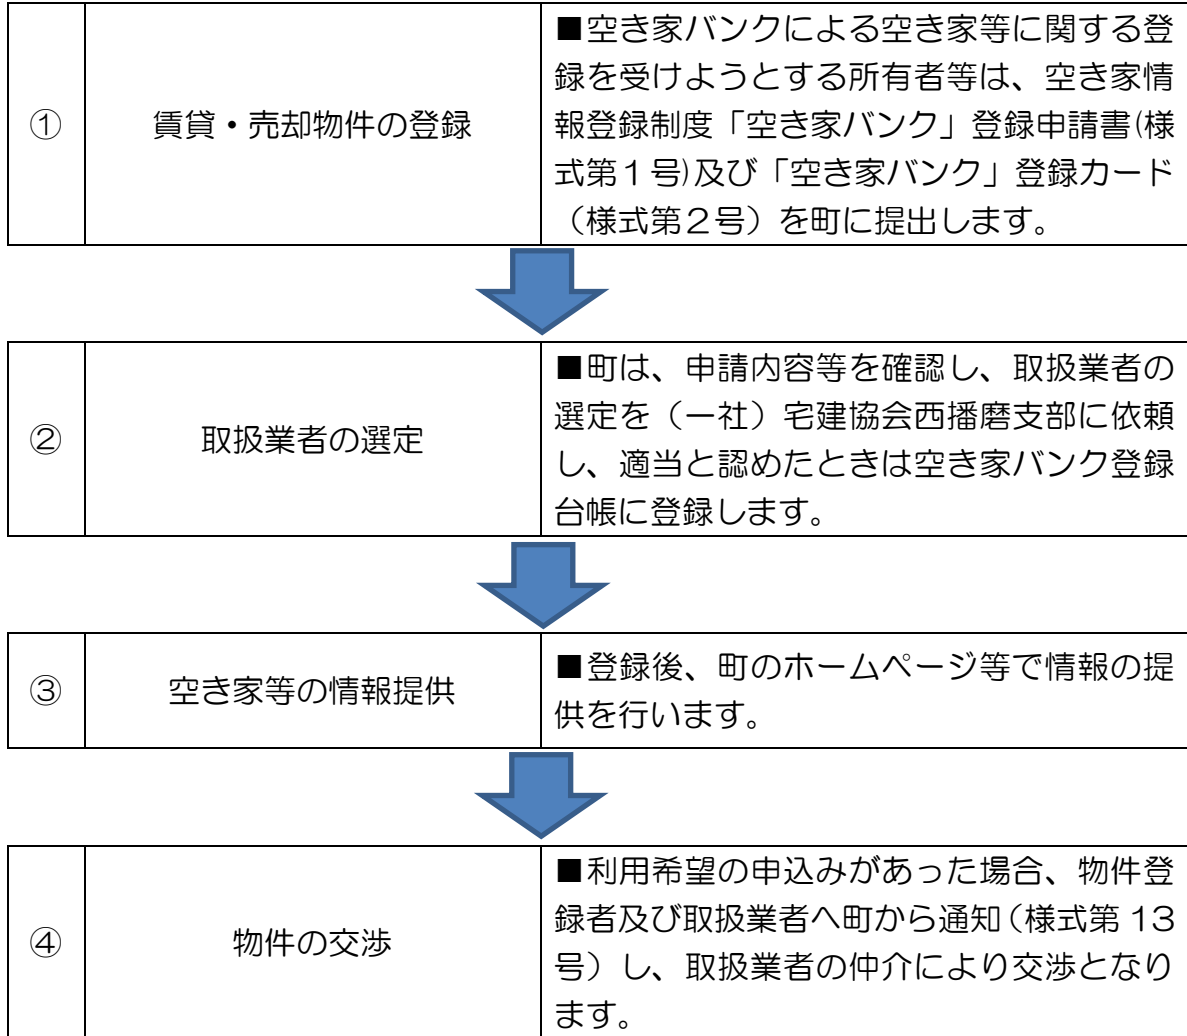 ①
賃貸・売却物件の登録
■空き家バンクによる空き家等に関する登
録を受けようとする所有者等は、空き家情
報登録制度「空き家バンク」登録申請書(様
式第１号)及び「空き家バンク」登録カード
（様式第２号）を町に提出します。
②
取扱業者の選定
■町は、申請内容等を確認し、取扱業者の
選定を（一社）宅建協会西播磨支部に依頼
し、適当と認めたときは空き家バンク登録
台帳に登録します。
③
空き家等の情報提供
■登録後、町のホームページ等で情報の提
供を行います。
④
物件の交渉
■利用希望の申込みがあった場合、物件登
録者及び取扱業者へ町から通知（様式第 13
号）し、取扱業者の仲介により交渉となり
ます。